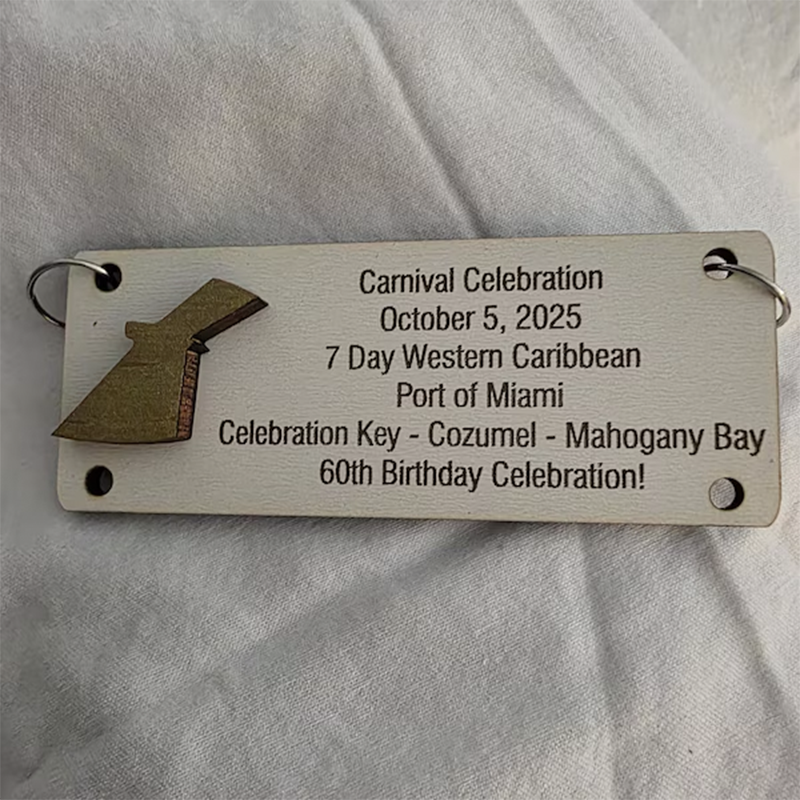 Carnival Celebration
October 5, 2025
7 Day Western Caribbean
Port of Miami
Celebration Key - Cozumel - Mahogany Bay
60th Birthday Celebration!